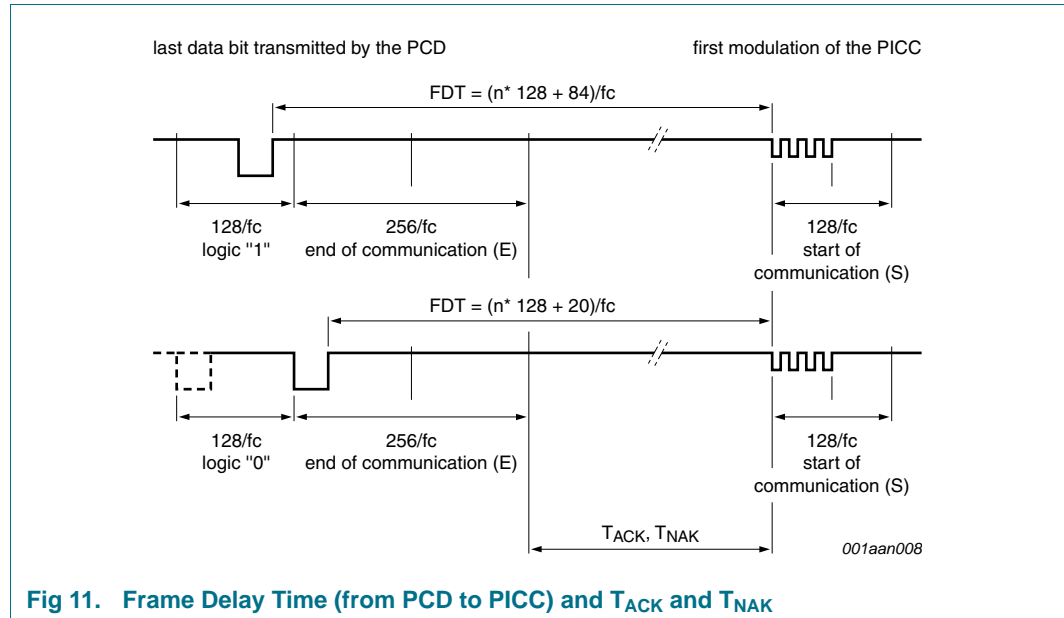 last data bit transmitted by the PCD
first modulation of the PICC
FDT = (n* 128 + 84)/fc
128/fc
logic "1"
256/fc
end of communication (E)
128/fc
start of
communication (S)
FDT = (n* 128 + 20)/fc
128/fc
logic "0"
256/fc
end of communication (E)
128/fc
start of
communication (S)
TACK, TNAK
001aan008
Fig 11. Frame Delay Time (from PCD to PICC) and TACK and TNAK